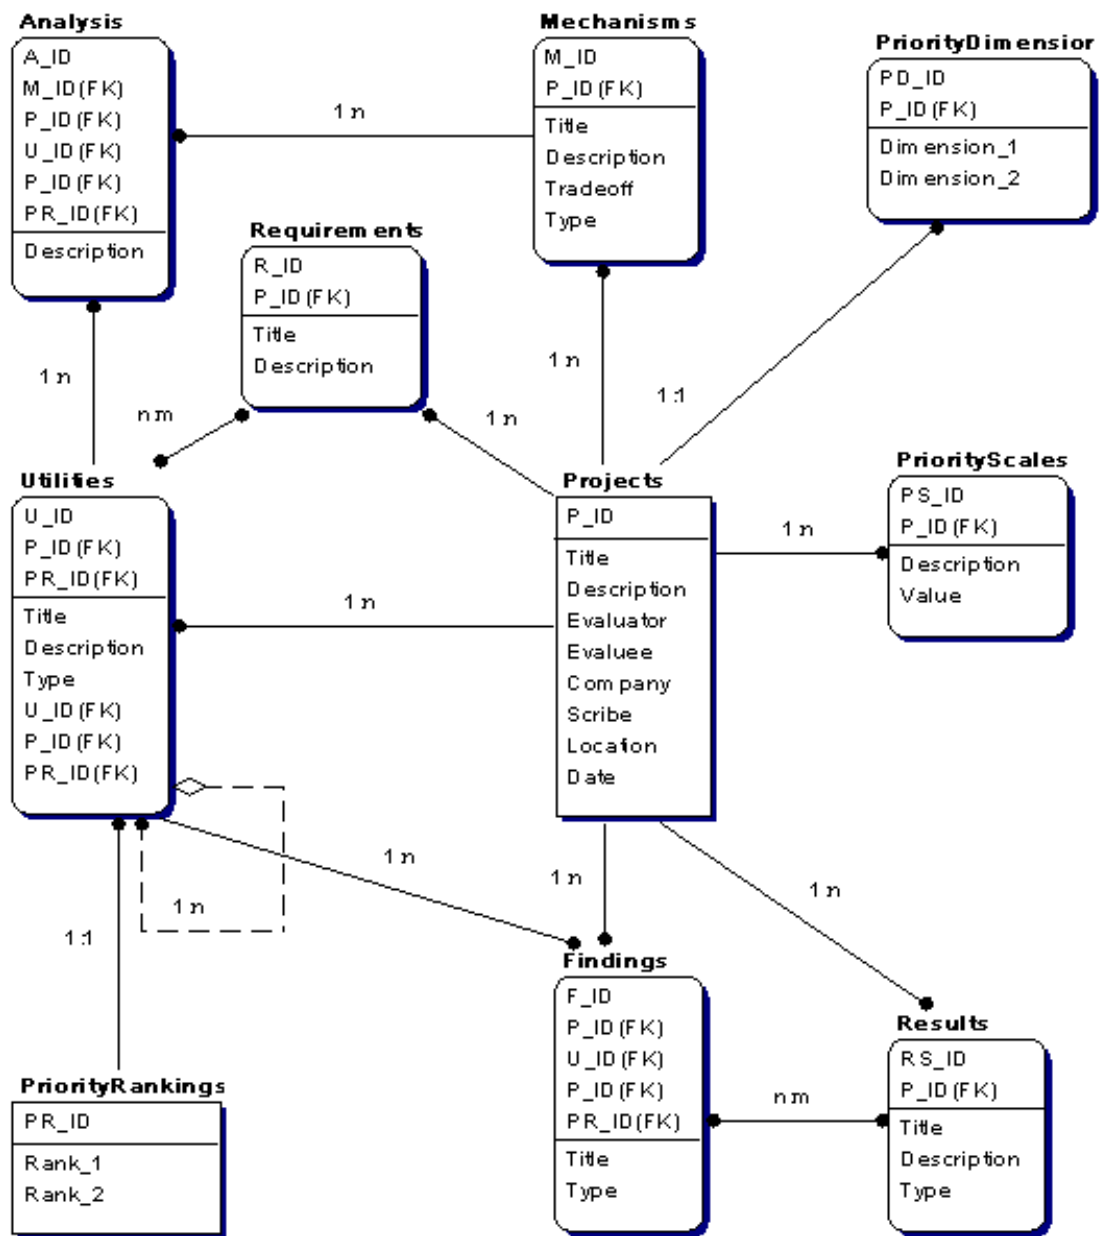 Analysis
A_ID
M_ID(FK)
P_ID(FK)
U_ID(FK)
P_ID(FK)
PR_ID(FK)
Description
Mechanisms
M_ID
P_ID(FK)
Title
Description
Tradeoff
Type
PriorityDimension
PD_ID
P_ID(FK)
Dimension_1
Dimension_2
1:n
Requirements
R_ID
P_ID(FK)
Title
Description
1:n
n:m
1:n
1:n
1:1
Utilities
U_ID
P_ID(FK)
PR_ID(FK)
Title
Description
Type
U_ID(FK)
P_ID(FK)
PR_ID(FK)
Projects
P_ID
Title
Description
Evaluator
Evaluee
Company
Scribe
Location
Date
PriorityScales
PS_ID
P_ID(FK)
Description
Value
1:n
1:n
1:n
1:n
1:n
1:n
1:1
PriorityRankings
PR_ID
Rank_1
Rank_2
Findings
F_ID
P_ID(FK)
U_ID(FK)
P_ID(FK)
PR_ID(FK)
Title
Type
n:m
Results
RS_ID
P_ID(FK)
Title
Description
Type